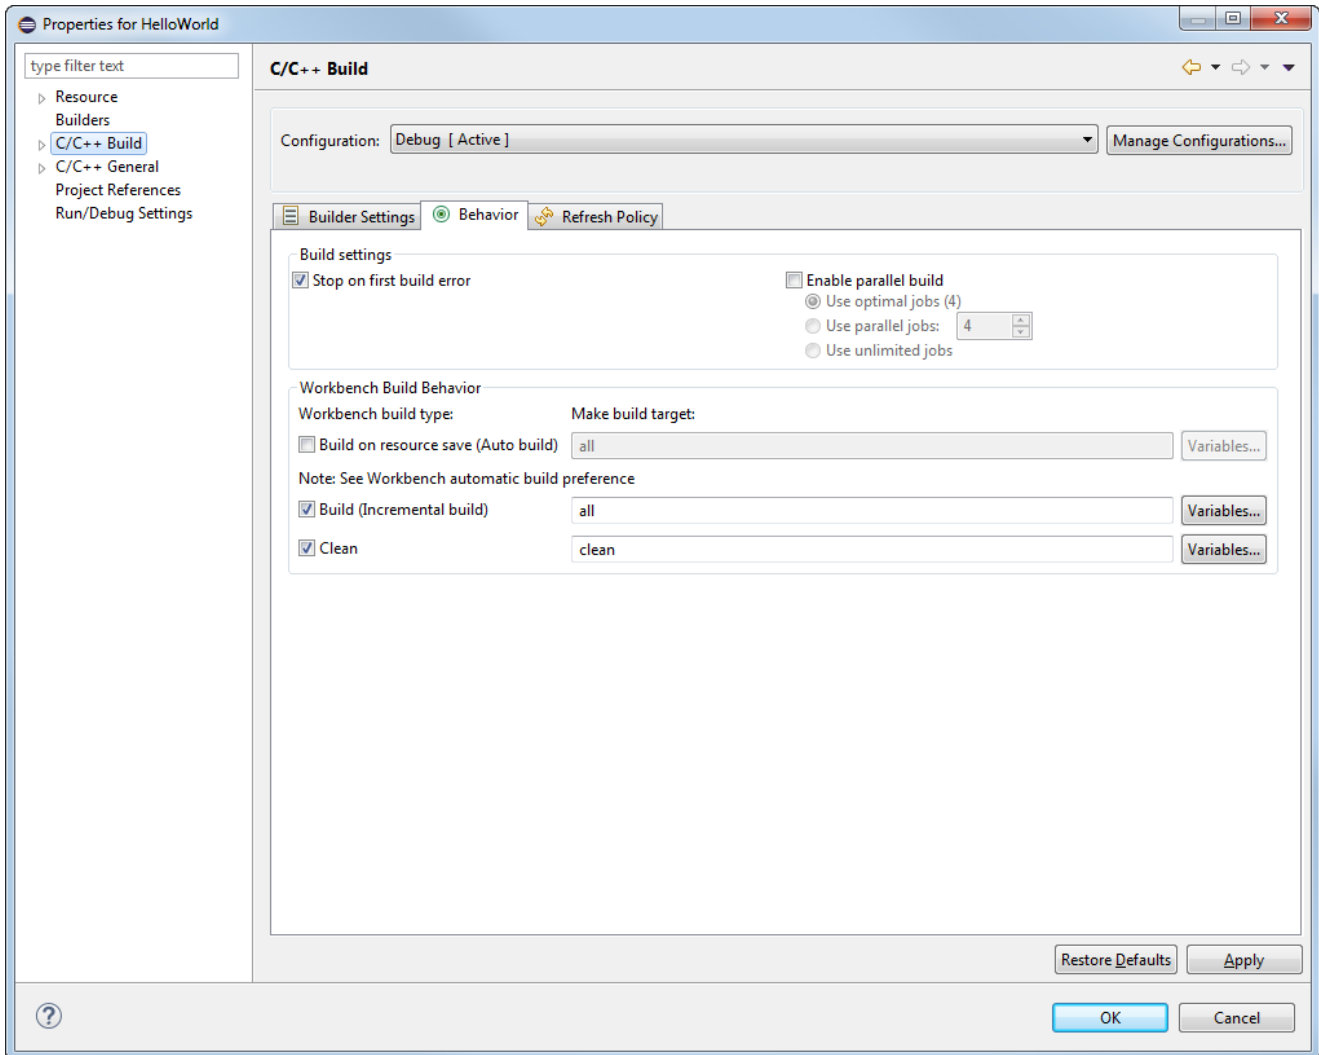 Properties for HelloWorld
type filter text
Resource
Builders
C/C++ Build
C/C++ General
Project References
Run/Debug Settings
C/C++ Build
Configuration: Debug [ Active ] Manage Configurations...
Builder Settings Behavior Refresh Policy
Build settings
Stop on first build error Enable parallel build
Use optimal jobs (4)
Use parallel jobs: 4
Use unlimited jobs
Workbench Build Behavior
Workbench build type: Make build target:
Build on resource save (Auto build) all Variables...
Note: See Workbench automatic build preference
Build (Incremental build) all Variables...
Clean clean Variables...
Restore Defaults Apply
OK Cancel